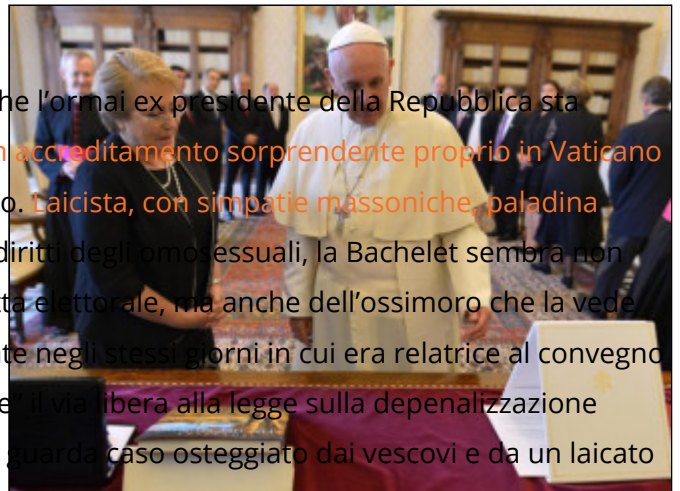 he l’ormai ex presidente della Repubblica sta
accreditamento sorprendente proprio in Vaticano
o. Laicista, con simpatie massoniche, paladina
diritti degli omosessuali, la Bachelet sembra non
elettorale, ma anche dell’ossimoro che la vede
te negli stessi giorni in cui era relatrice al convegno
e” il via libera alla legge sulla depenalizzazione
guarda caso osteggiato dai vescovi e da un laicato